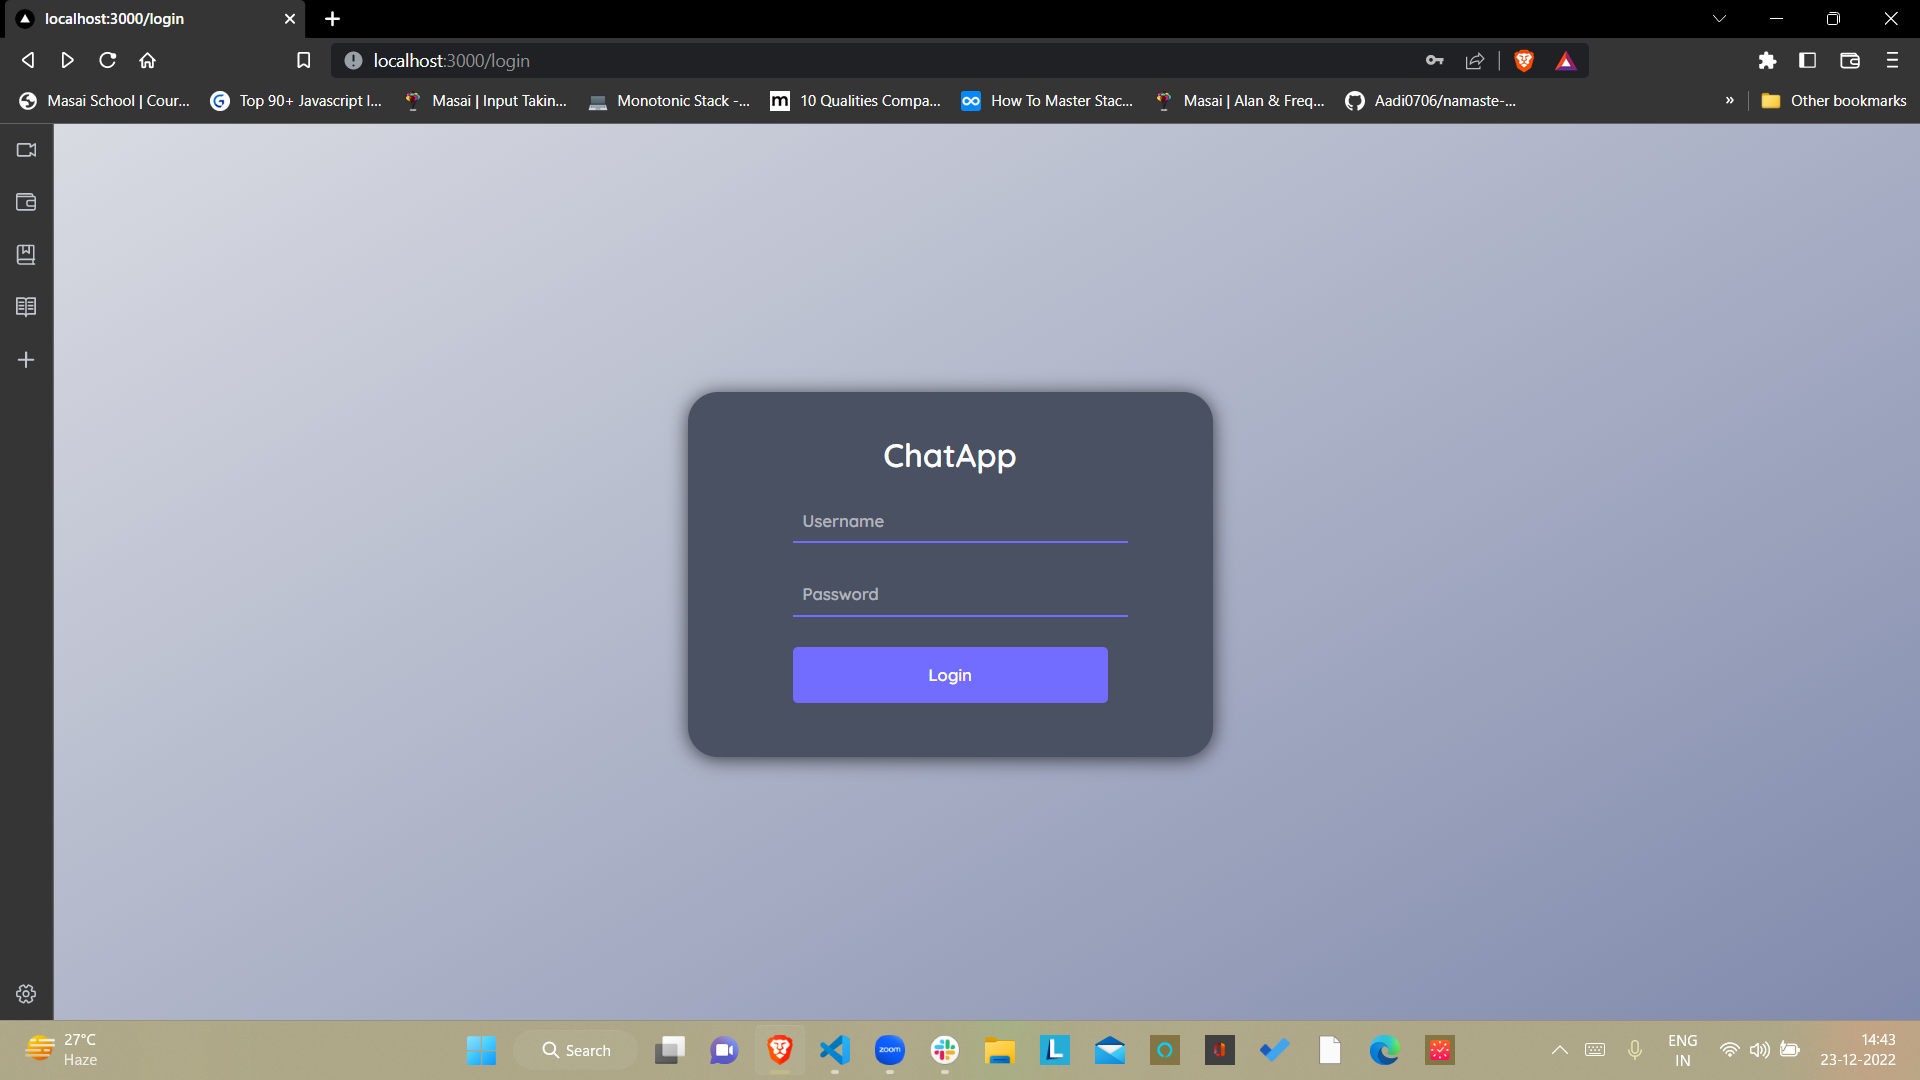 localhost:3000/login
localhost:3000/login
Masai School | Cour...
Top 90+ Javascript I...
Masai | Input Takin...
Monotonic Stack -...
10 Qualities Compa...
How To Master Stac...
Masai | Alan & Freq...
Aadi0706/namaste-...
»
Other bookmarks
ChatApp
Username
Password
Login
27°C
Haze
Search
zoom
L
ENG
IN
14:43
23-12-2022